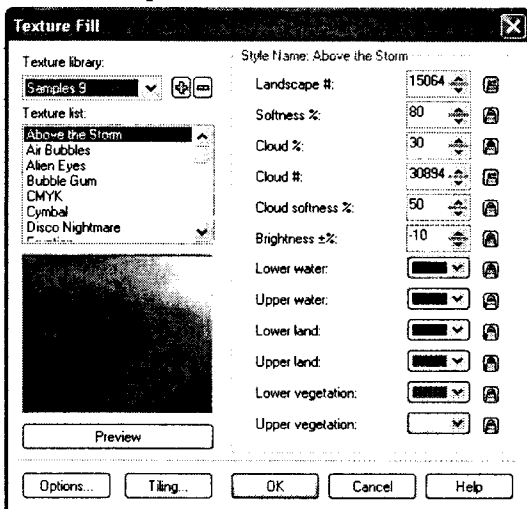 Texture Fill
Texture library:
Samples 9
Texture list:
Above the Storm
Air Bubbles
Alien Eyes
Bubble Gum
CMYK
Cymbal
Disco Nightmare
Preview
Style Name: Above the Storm
Landscape #: 15064
Softness %: 80
Cloud %: 30
Cloud #: 30894
Cloud softness %: 50
Brightness ±%: -10
Lower water:
Upper water:
Lower land:
Upper land:
Lower vegetation:
Upper vegetation:
Options... Tiling... OK Cancel Help